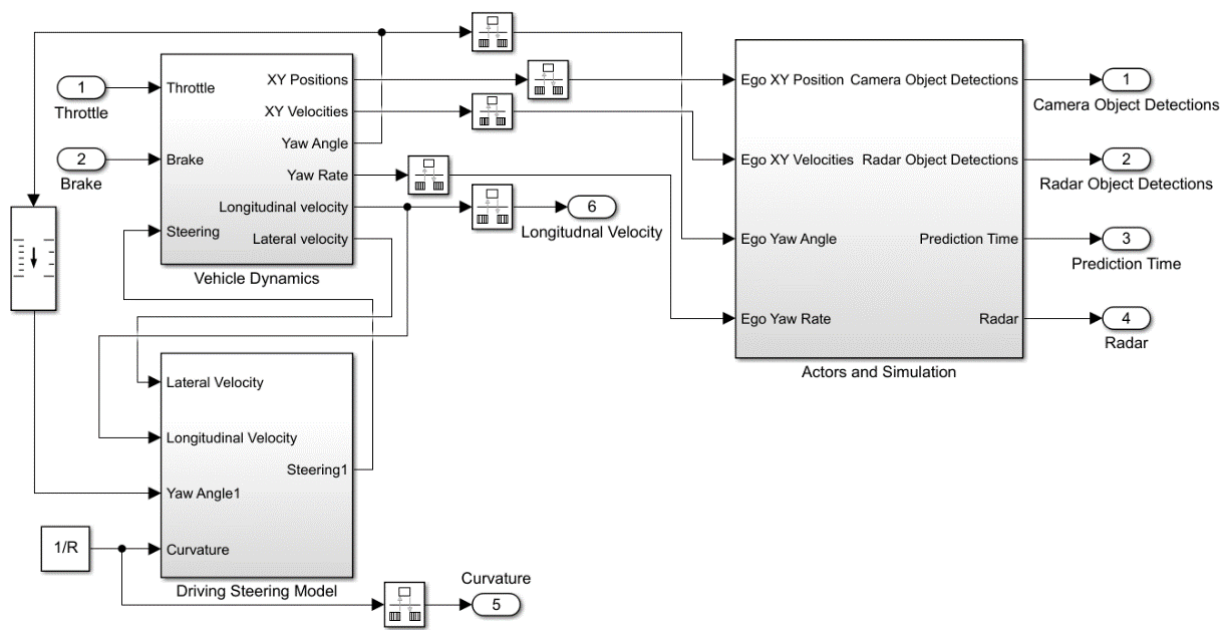 1
Throttle
2
Brake
Throttle
Brake
Steering
XY Positions
XY Velocities
Yaw Angle
Yaw Rate
Longitudinal velocity
Lateral velocity
Vehicle Dynamics
6
Longitudnal Velocity
Ego XY Position
Ego XY Velocities
Ego Yaw Angle
Ego Yaw Rate
Camera Object Detections
Radar Object Detections
Prediction Time
Radar
Actors and Simulation
1
Camera Object Detections
2
Radar Object Detections
3
Prediction Time
4
Radar
Lateral Velocity
Longitudinal Velocity
Yaw Angle1
Curvature
Steering1
Driving Steering Model
1/R
Curvature
5